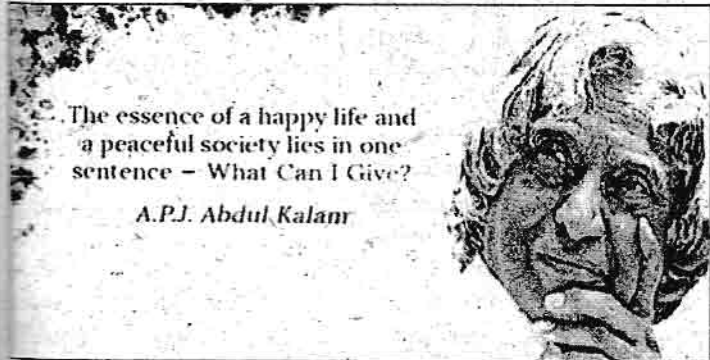 The essence of a happy life and
a peaceful society lies in one
sentence – What Can I Give?
A.P.J. Abdul Kalam